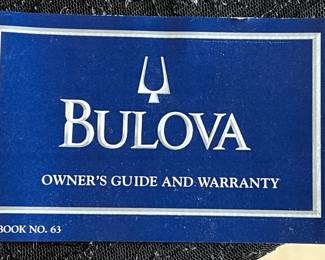 BULOVA
OWNER'S GUIDE AND WARRANTY
BOOK NO. 63